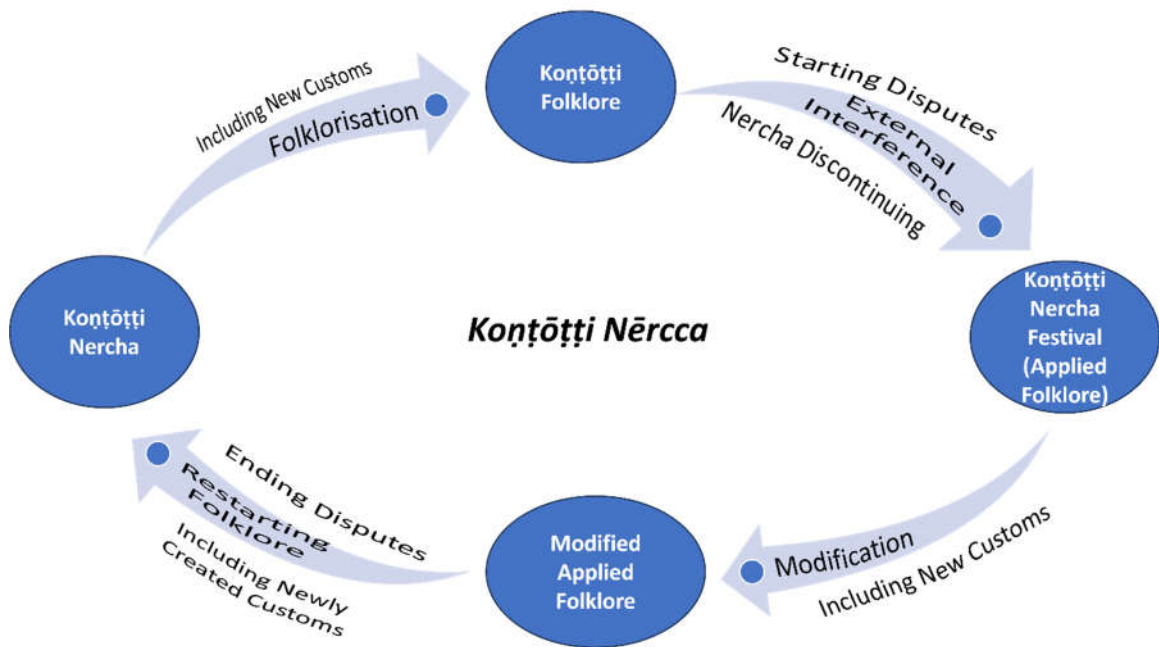 Koṇṭōṭṭi
Folklore
Including New Customs
Folklorisation
Starting Disputes
External
Interference
Nercha Discontinuing
Koṇṭōṭṭi
Nercha
Koṇṭōṭṭi Nērcca
Koṇṭōṭṭi
Nercha
Festival
(Applied
Folklore)
Ending Disputes
Restarting
Folklore
Including Newly
Created Customs
Modified
Applied
Folklore
Modification
Including New Customs